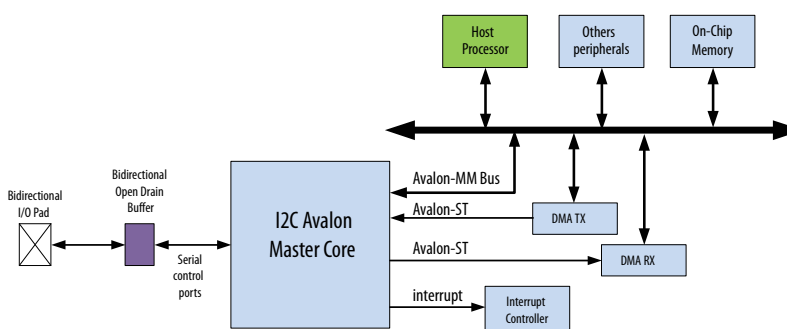 Host
Processor
Others
peripherals
On-Chip
Memory
Bidirectional
I/O Pad
Bidirectional
Open Drain
Buffer
Serial
control
ports
I2C Avalon
Master Core
Avalon-MM Bus
Avalon-ST
DMA TX
Avalon-ST
DMA RX
interrupt
Interrupt
Controller